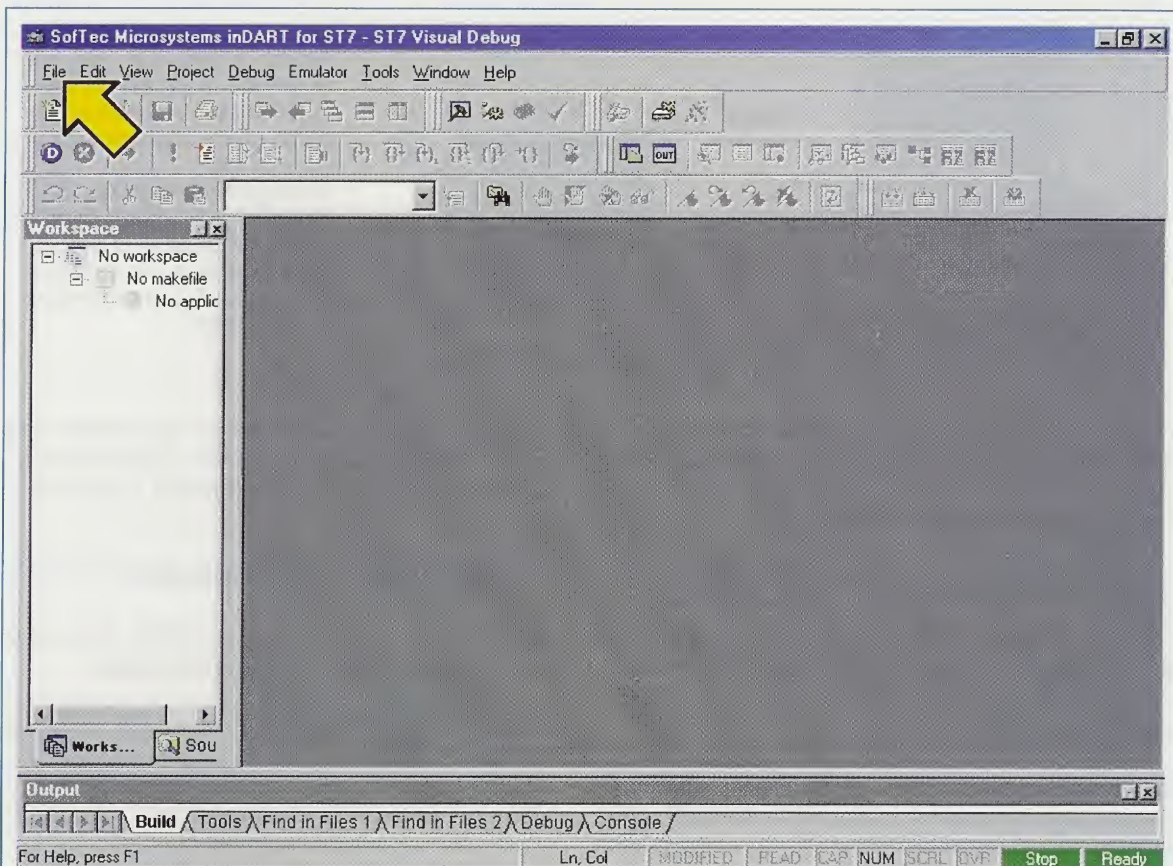 SofTec Microsystems inDART for ST7 - ST7 Visual Debug
File Edit View Project Debug Emulator Tools Window Help
D OUT
Workspace
No workspace
No makefile
No applic
Works... Sou
Output
Build Tools Find in Files 1 Find in Files 2 Debug Console
For Help, press F1 Ln, Col MODIFIED READ CAP NUM SCRL OVR Stop Ready